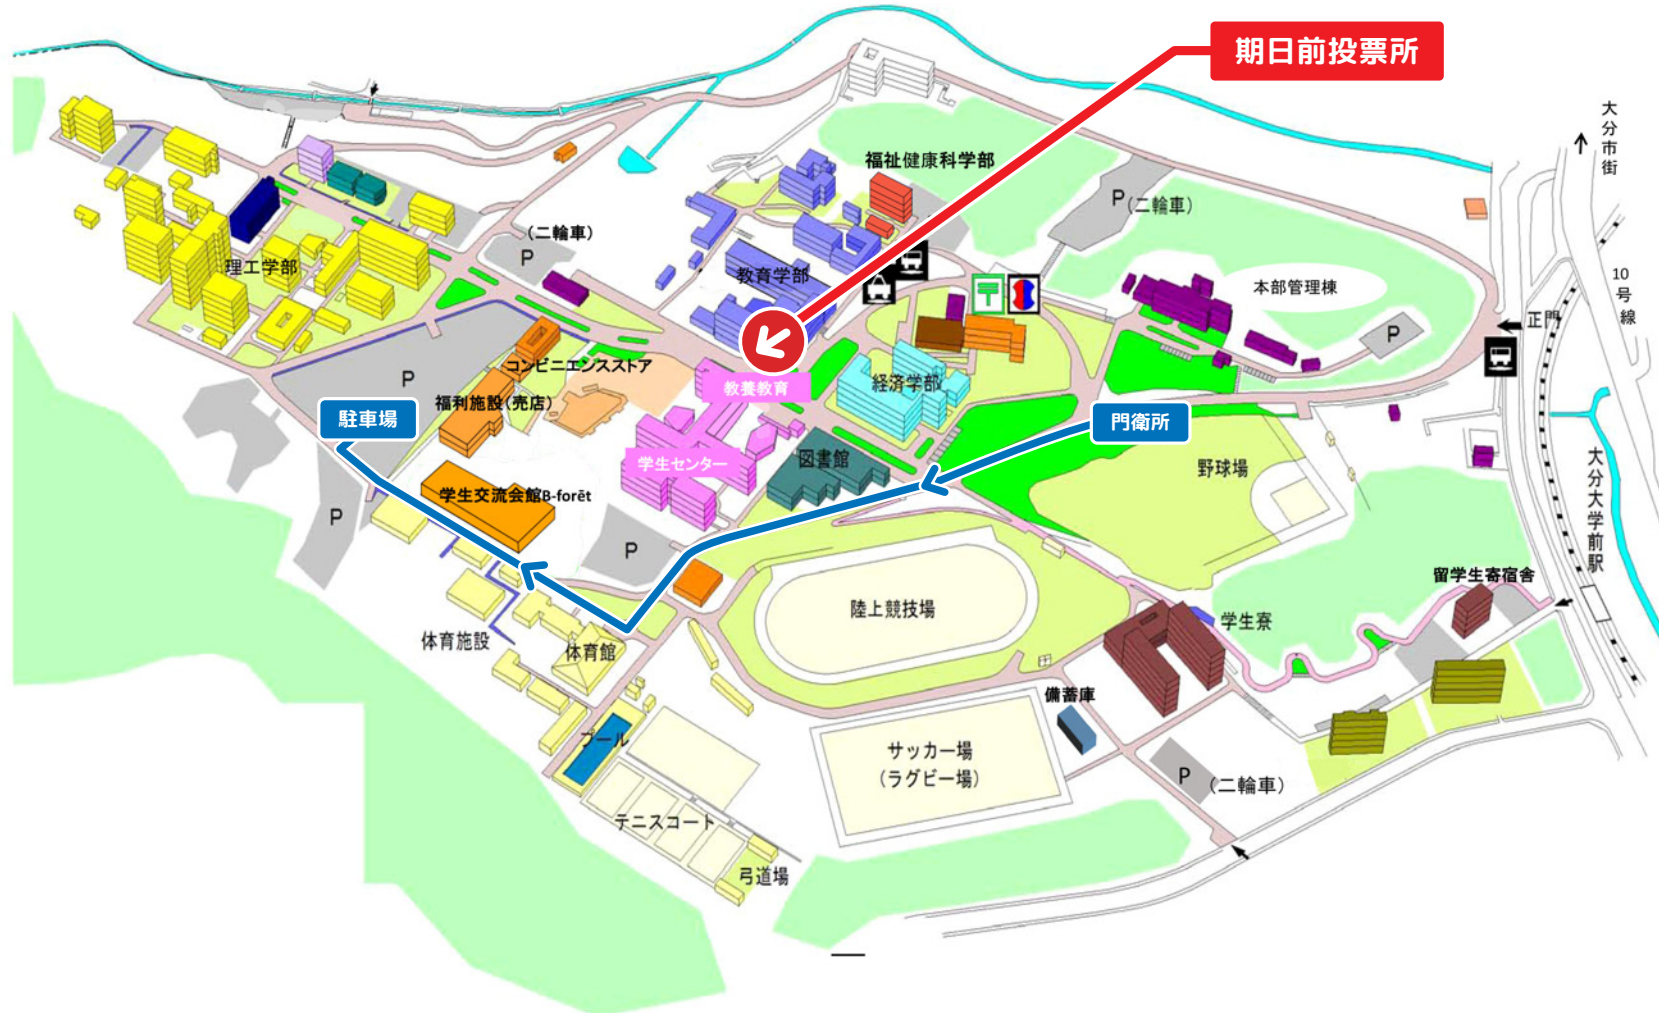 期日前投票所
大分市街
福祉健康科学部
P
(二輪車)
(二輪車)
P
理工学部
教育学部
10号線
本部管理棟
〒
正門
P
コンビニエンスストア
P
教養教育
経済学部
福利施設(売店)
駐車場
門衛所
図書館
学生センター
野球場
大分大学前駅
学生交流会館B-forêt
P
P
留学生寄宿舎
陸上競技場
学生寮
体育施設
体育館
備蓄庫
プール
サッカー場
(ラグビー場)
P
(二輪車)
テニスコート
弓道場